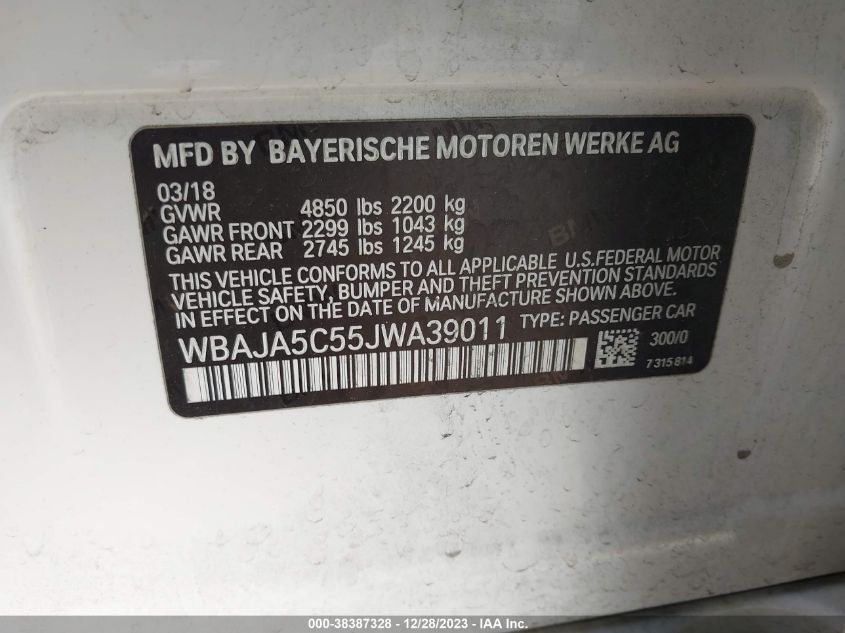 MFD BY BAYERISCHE MOTOREN WERKE AG
03/18
GVWR 4850 lbs 2200 kg
GAWR FRONT 2299 lbs 1043 kg
GAWR REAR 2745 lbs 1245 kg
THIS VEHICLE CONFORMS TO ALL APPLICABLE U.S.FEDERAL MOTOR
VEHICLE SAFETY, BUMPER AND THEFT PREVENTION STANDARDS
IN EFFECT ON THE DATE OF MANUFACTURE SHOWN ABOVE.
WBAJA5C55JWA39011 TYPE: PASSENGER CAR
300/0
7315814
000-38387328 - 12/28/2023 - IAA Inc.